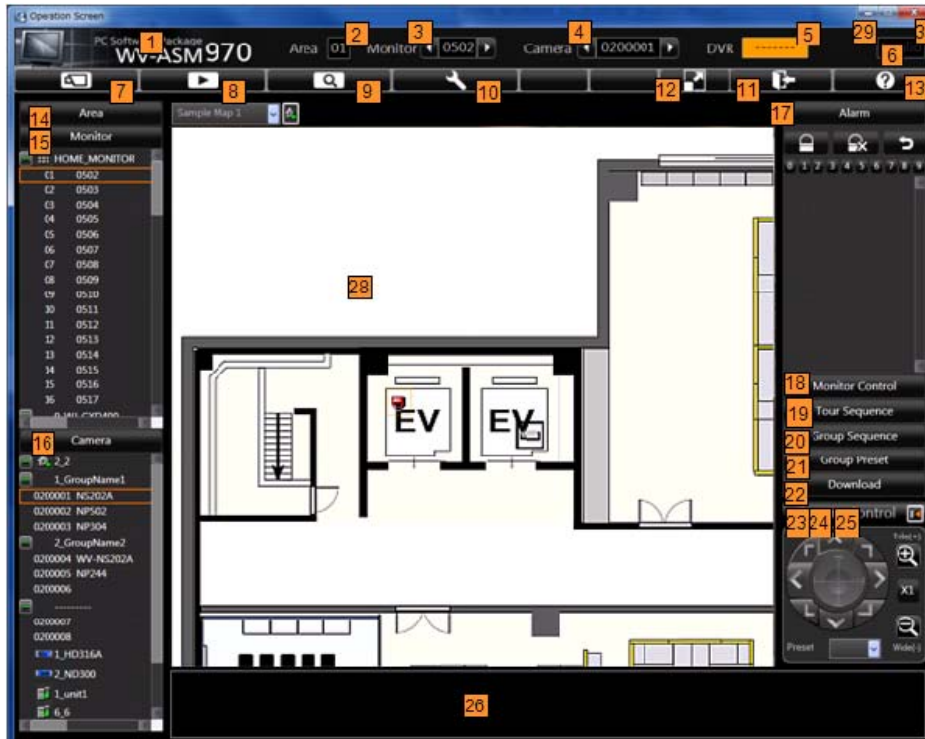 Operation Screen
PC Software Package
WV-ASM970
1
Area 01
2
Monitor 0502
3
Camera 0200001
4
DVR -------
5
29
6
7
8
9
10
12
11
13
14 Area
15 Monitor
HOME_MONITOR
01 0502
02 0503
03 0504
04 0505
05 0506
06 0507
07 0508
08 0509
09 0510
10 0511
11 0512
12 0513
13 0514
14 0515
15 0516
16 0517
16 Camera
2_2
1_GroupName1
0200001 NS202A
0200002 NP502
0200003 NP304
2_GroupName2
0200004 WV-NS202A
0200005 NP244
0200006
---------
0200007
0200008
1_HD316A
2_ND300
1_unit1
6_6
Sample Map 1
28
EV
EV
26
17 Alarm
0 1 2 3 4 5 6 7 8 9
18 Monitor Control
19 Tour Sequence
20 Group Sequence
21 Group Preset
22 Download
23 24 25
Tele(+)
X1
Preset
Wide(-)